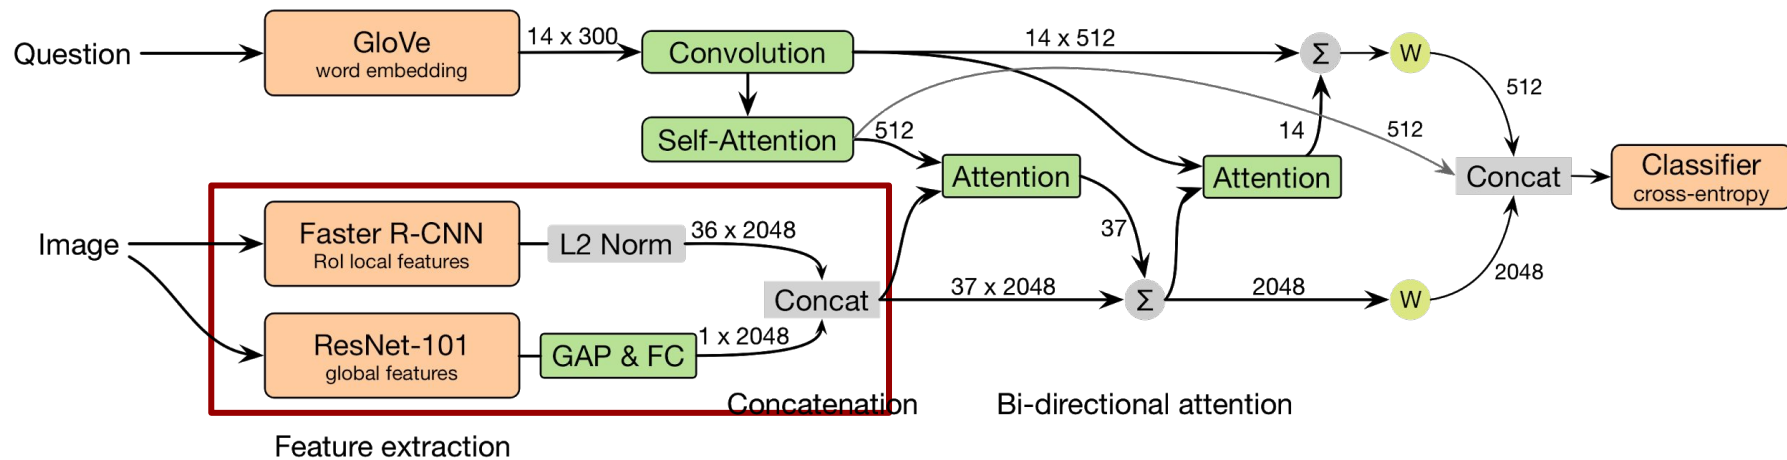 Question
GloVe
word embedding
14 x 300
Convolution
14 x 512
Σ
W
512
Self-Attention
512
Attention
14
Attention
512
Concat
Classifier
cross-entropy
Image
Faster R-CNN
RoI local features
L2 Norm
36 x 2048
37
Concat
37 x 2048
Σ
2048
W
2048
ResNet-101
global features
GAP & FC
1 x 2048
Concatenation
Bi-directional attention
Feature extraction